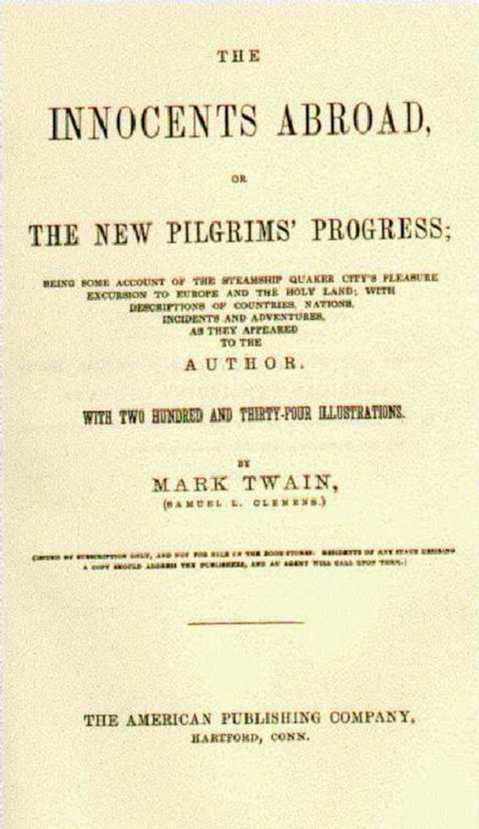 THE
INNOCENTS ABROAD,
OR
THE NEW PILGRIMS' PROGRESS;
BEING SOME ACCOUNT OF THE STEAMSHIP QUAKER CITY'S PLEASURE
EXCURSION TO EUROPE AND THE HOLY LAND; WITH
DESCRIPTIONS OF COUNTRIES, NATIONS,
INCIDENTS AND ADVENTURES,
AS THEY APPEARED
TO THE
AUTHOR.
WITH TWO HUNDRED AND THIRTY-FOUR ILLUSTRATIONS.
BY
MARK TWAIN,
(SAMUEL L. CLEMENS.)
(ISSUED BY SUBSCRIPTION ONLY, AND NOT FOR SALE IN THE BOOK-STORES. RESIDENTS OF ANY STATE DESIRING
A COPY SHOULD ADDRESS THE PUBLISHERS, AND AN AGENT WILL CALL UPON THEM.)
THE AMERICAN PUBLISHING COMPANY,
HARTFORD, CONN.